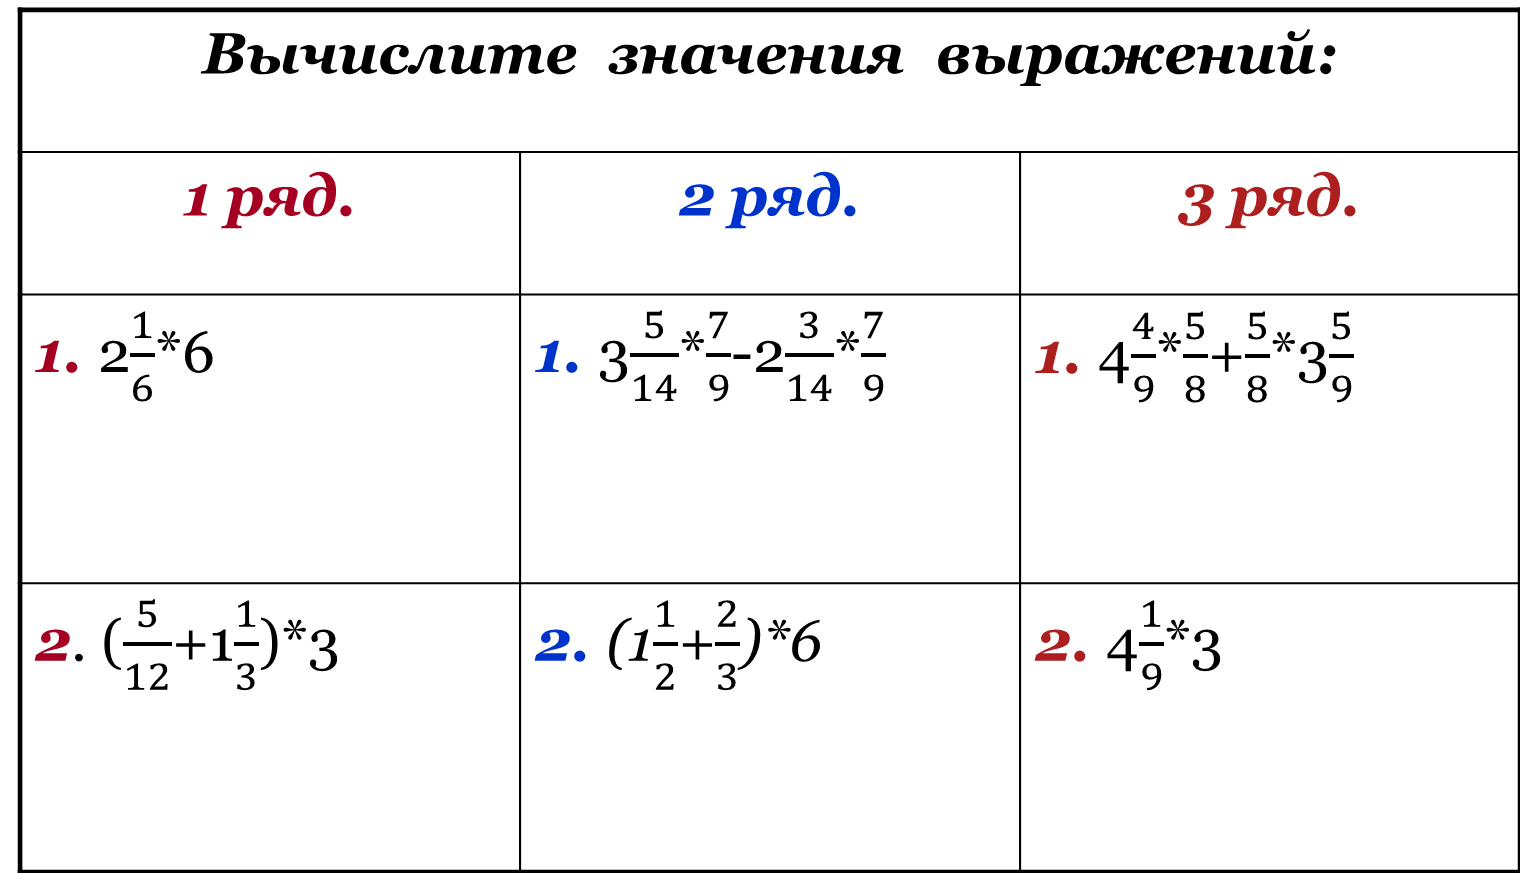 Вычислите значения выражений:
1 ряд.
2 ряд.
3 ряд.
1. 2 1/6 *6
1. 3 5/14 * 7/9 -2 3/14 * 7/9
1. 4 4/9 * 5/8 + 5/8 *3 5/9
2. ( 5/12 +1 1/3 )*3
2. (1 1/2 + 2/3 )*6
2. 4 1/9 *3